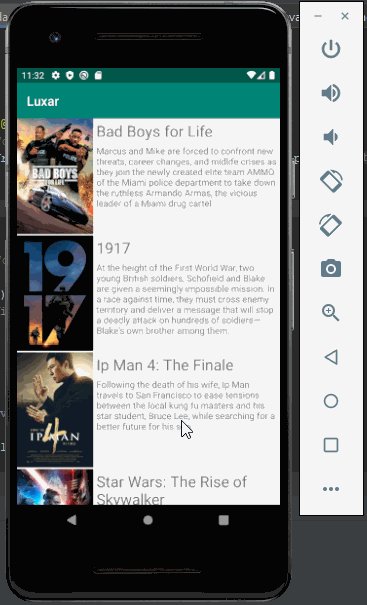 11:32
Luxar
BAD BOYS
FOR LIFE
Bad Boys for Life
Marcus and Mike are forced to confront new
threats, career changes, and midlife crises as
they join the newly created elite team AMMO
of the Miami police department to take down
the ruthless Armando Armas, the vicious
leader of a Miami drug cartel
19
17
1917
At the height of the First World War, two
young British soldiers, Schofield and Blake
are given a seemingly impossible mission. In
a race against time, they must cross enemy
territory and deliver a message that will stop
a deadly attack on hundreds of soldiers—
Blake's own brother among them.
IP MAN
4
Ip Man 4: The Finale
Following the death of his wife, Ip Man
travels to San Francisco to ease tensions
between the local kung fu masters and his
star student, Bruce Lee, while searching for a
better future for his
Star Wars: The Rise of
Skywalker